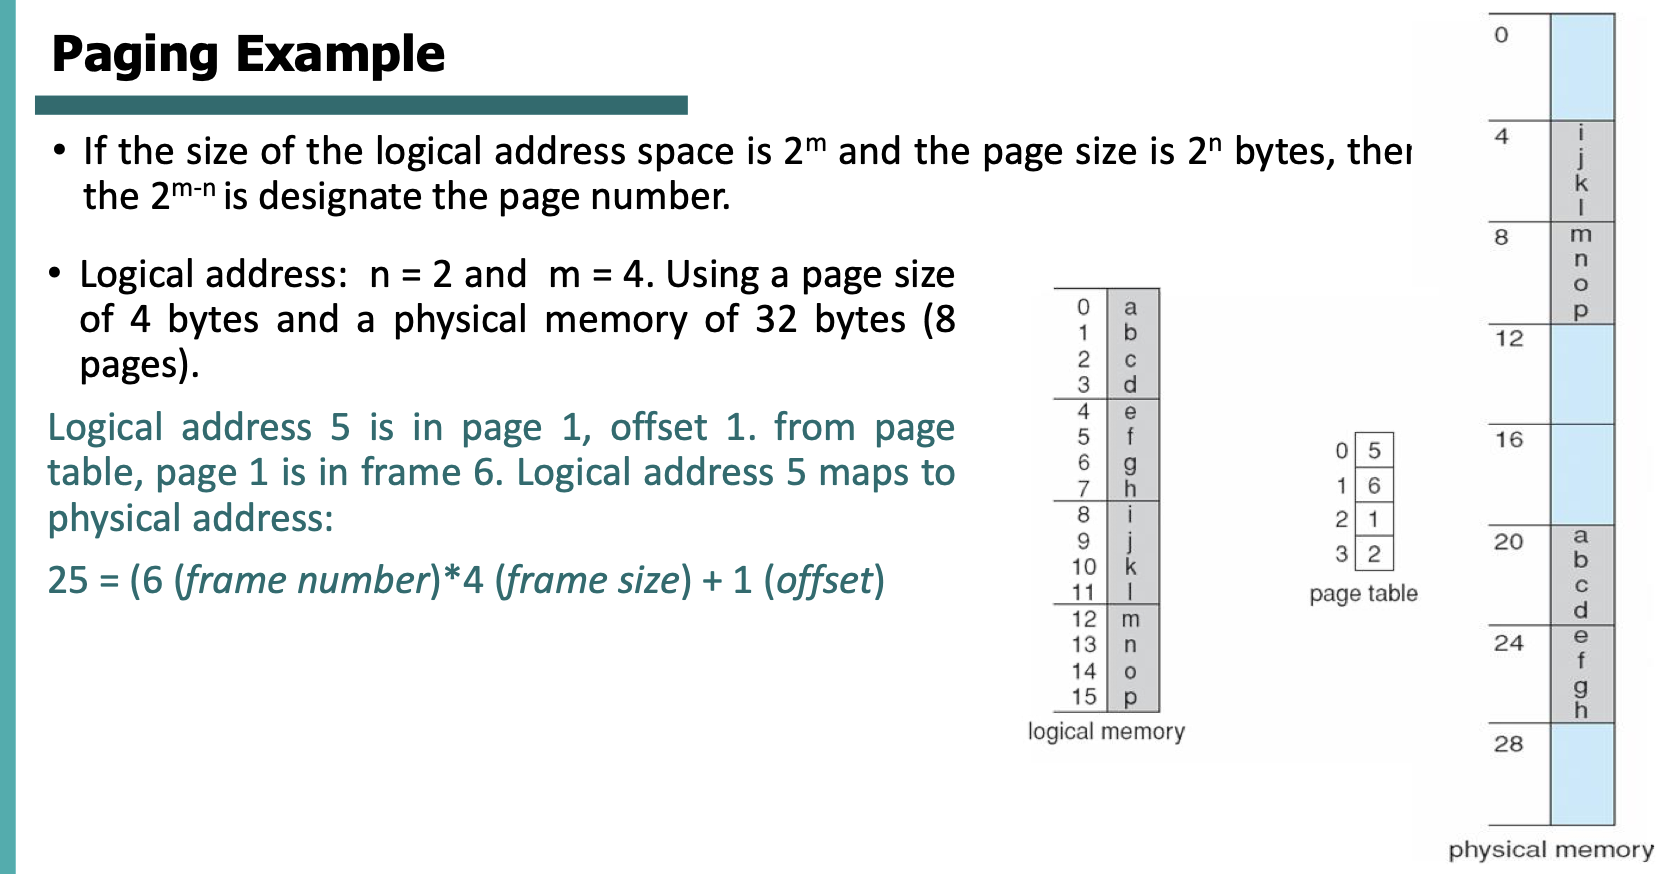 Paging Example
• If the size of the logical address space is 2ᵐ and the page size is 2ⁿ bytes, then
the 2ᵐ⁻ⁿ is designate the page number.
• Logical address: n = 2 and m = 4. Using a page size
of 4 bytes and a physical memory of 32 bytes (8
pages).
Logical address 5 is in page 1, offset 1. from page
table, page 1 is in frame 6. Logical address 5 maps to
physical address:
25 = (6 (frame number)*4 (frame size) + 1 (offset)
0 a
1 b
2 c
3 d
4 e
5 f
6 g
7 h
8 i
9 j
10 k
11 l
12 m
13 n
14 o
15 p
logical memory
0 5
1 6
2 1
3 2
page table
0
4 i
j
k
l
8 m
n
o
p
12
16
20 a
b
c
d
24 e
f
g
h
28
physical memory